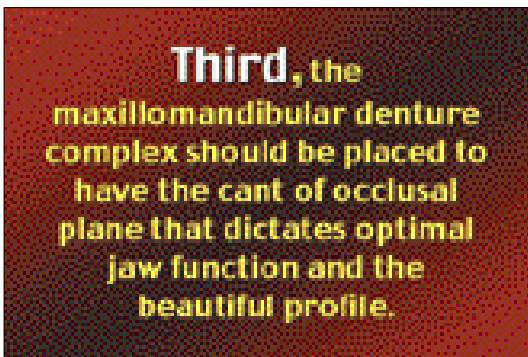 Third, the
maxillomandibular denture
complex should be placed to
have the cant of occlusal
plane that dictates optimal
jaw function and the
beautiful profile.